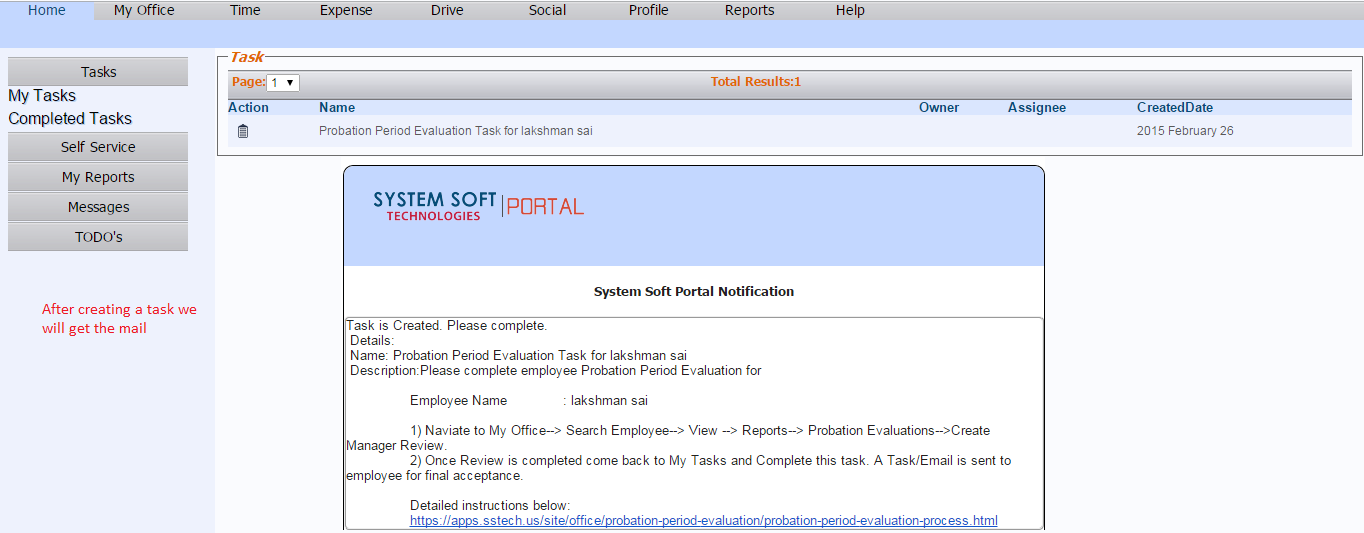 Home My Office Time Expense Drive Social Profile Reports Help
Tasks
My Tasks
Completed Tasks
Self Service
My Reports
Messages
TODO's
After creating a task we
will get the mail
Task
Page: 1 Total Results:1
Action Name Owner Assignee CreatedDate
Probation Period Evaluation Task for lakshman sai 2015 February 26
SYSTEM SOFT
TECHNOLOGIES
PORTAL
System Soft Portal Notification
Task is Created. Please complete.
Details:
Name: Probation Period Evaluation Task for lakshman sai
Description:Please complete employee Probation Period Evaluation for
Employee Name : lakshman sai
1) Naviate to My Office--> Search Employee--> View --> Reports--> Probation Evaluations-->Create
Manager Review.
2) Once Review is completed come back to My Tasks and Complete this task. A Task/Email is sent to
employee for final acceptance.
Detailed instructions below:
https://apps.sstech.us/site/office/probation-period-evaluation/probation-period-evaluation-process.html